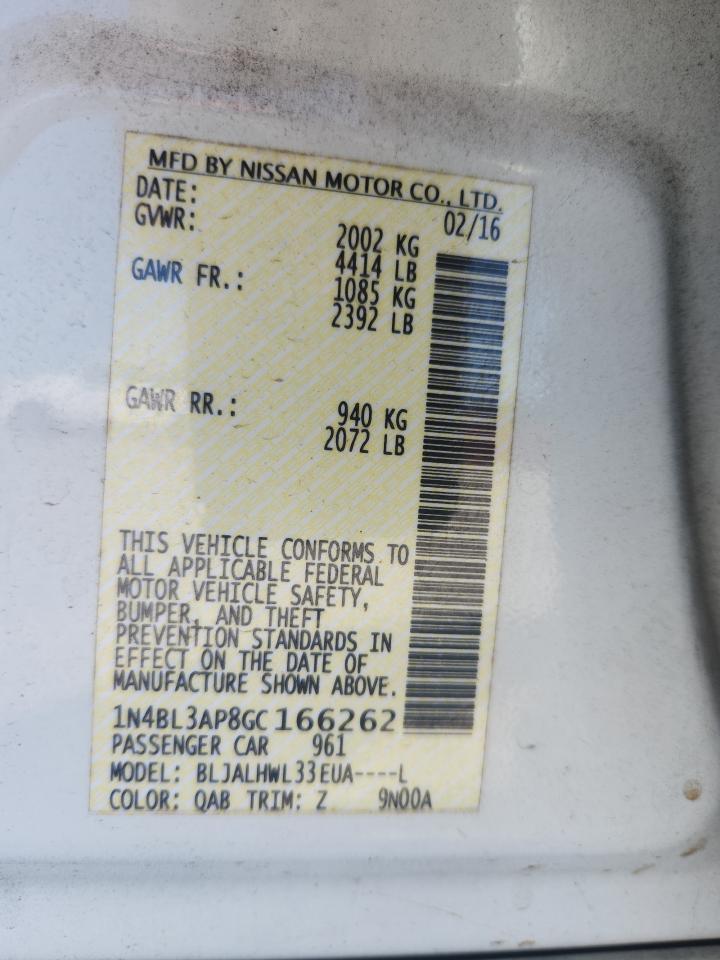 MFD BY NISSAN MOTOR CO., LTD.
DATE: 02/16
GVWR: 2002 KG
4414 LB
GAWR FR.: 1085 KG
2392 LB
GAWR RR.: 940 KG
2072 LB
THIS VEHICLE CONFORMS TO
ALL APPLICABLE FEDERAL
MOTOR VEHICLE SAFETY,
BUMPER, AND THEFT
PREVENTION STANDARDS IN
EFFECT ON THE DATE OF
MANUFACTURE SHOWN ABOVE.
1N4BL3AP8GC166262
PASSENGER CAR 961
MODEL: BLJALHWL33EUA----L
COLOR: QAB TRIM: Z 9N00A